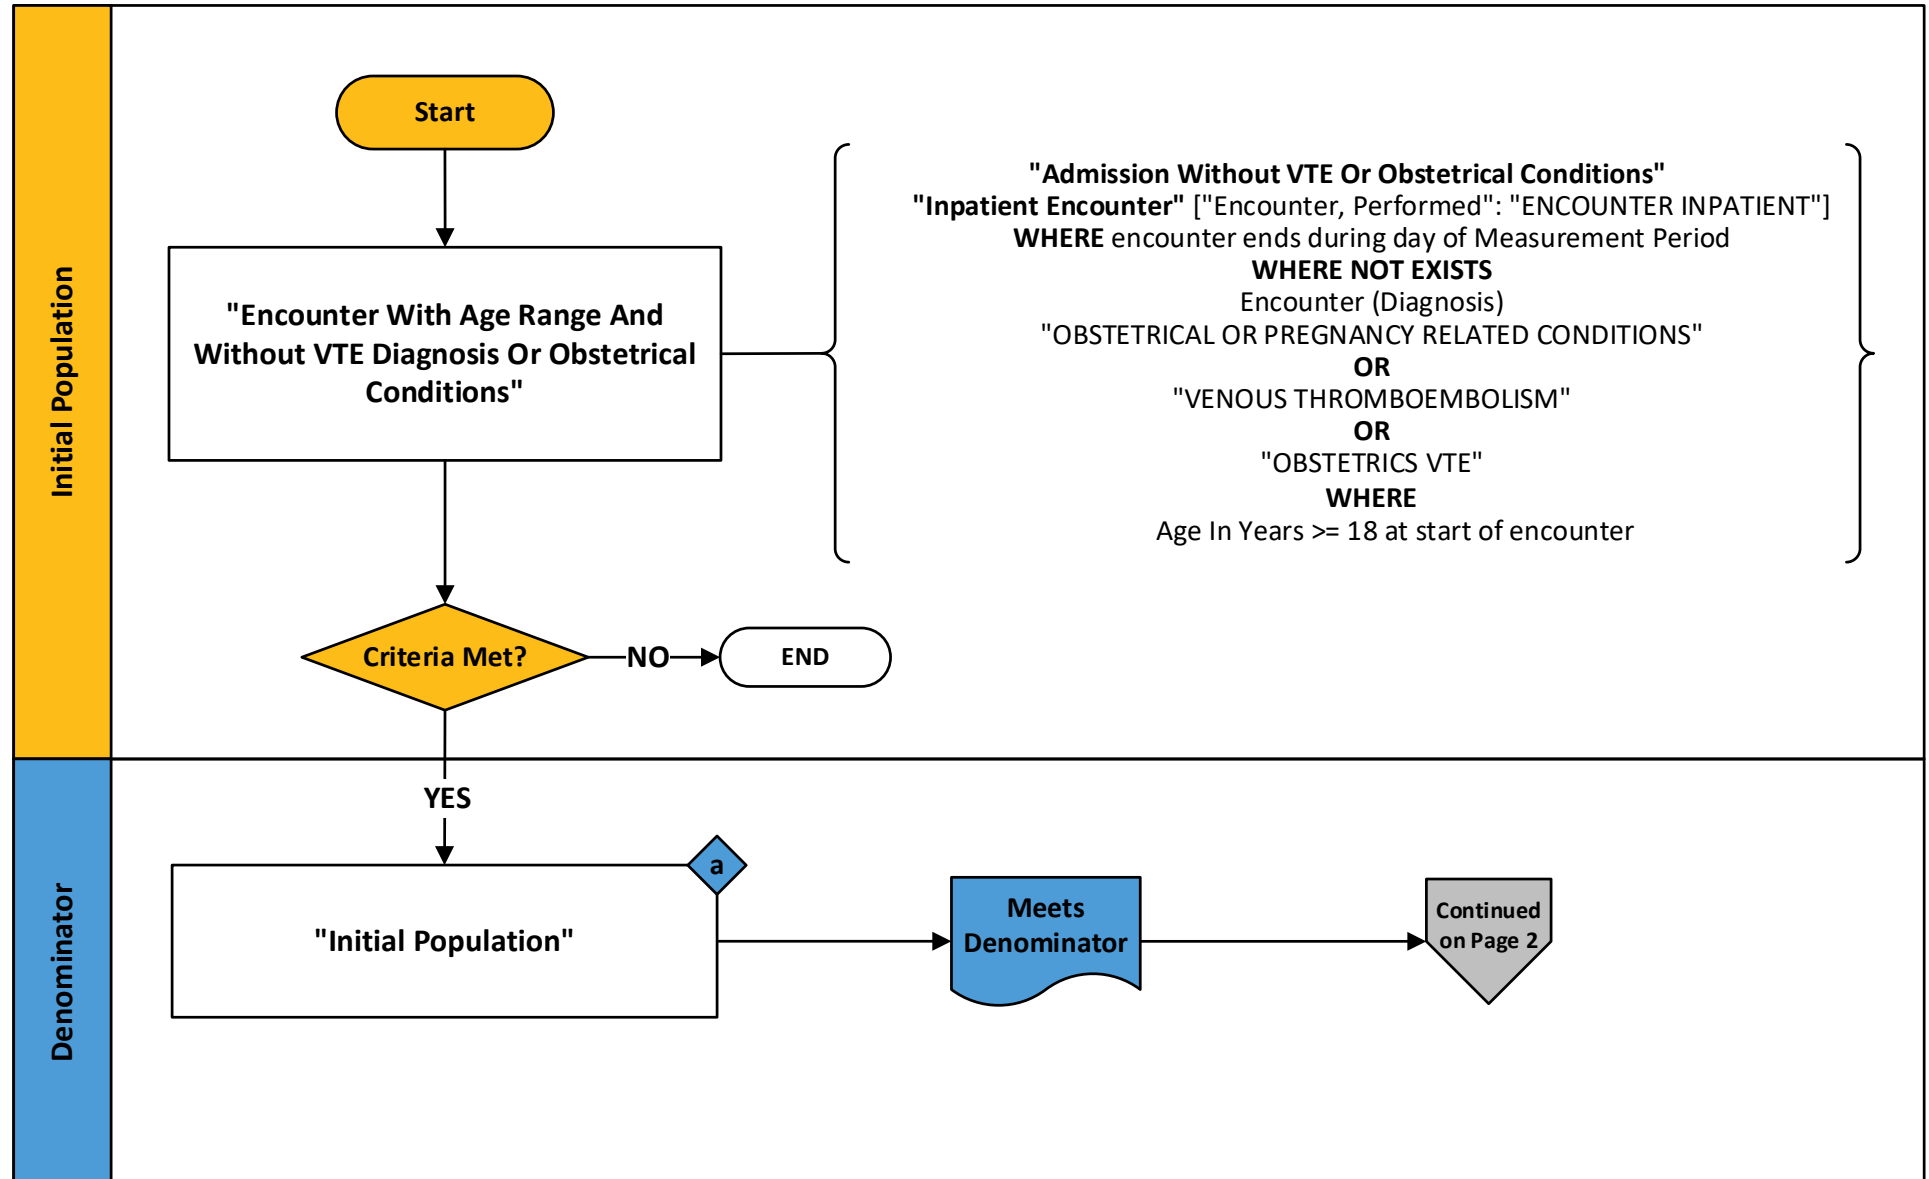 Initial Population
Start
"Encounter With Age Range And
Without VTE Diagnosis Or Obstetrical
Conditions"
"Admission Without VTE Or Obstetrical Conditions"
"Inpatient Encounter" ["Encounter, Performed": "ENCOUNTER INPATIENT"]
WHERE encounter ends during day of Measurement Period
WHERE NOT EXISTS
Encounter (Diagnosis)
"OBSTETRICAL OR PREGNANCY RELATED CONDITIONS"
OR
"VENOUS THROMBOEMBOLISM"
OR
"OBSTETRICS VTE"
WHERE
Age In Years >= 18 at start of encounter
Criteria Met?
NO
END
YES
Denominator
"Initial Population"
a
Meets
Denominator
Continued
on Page 2